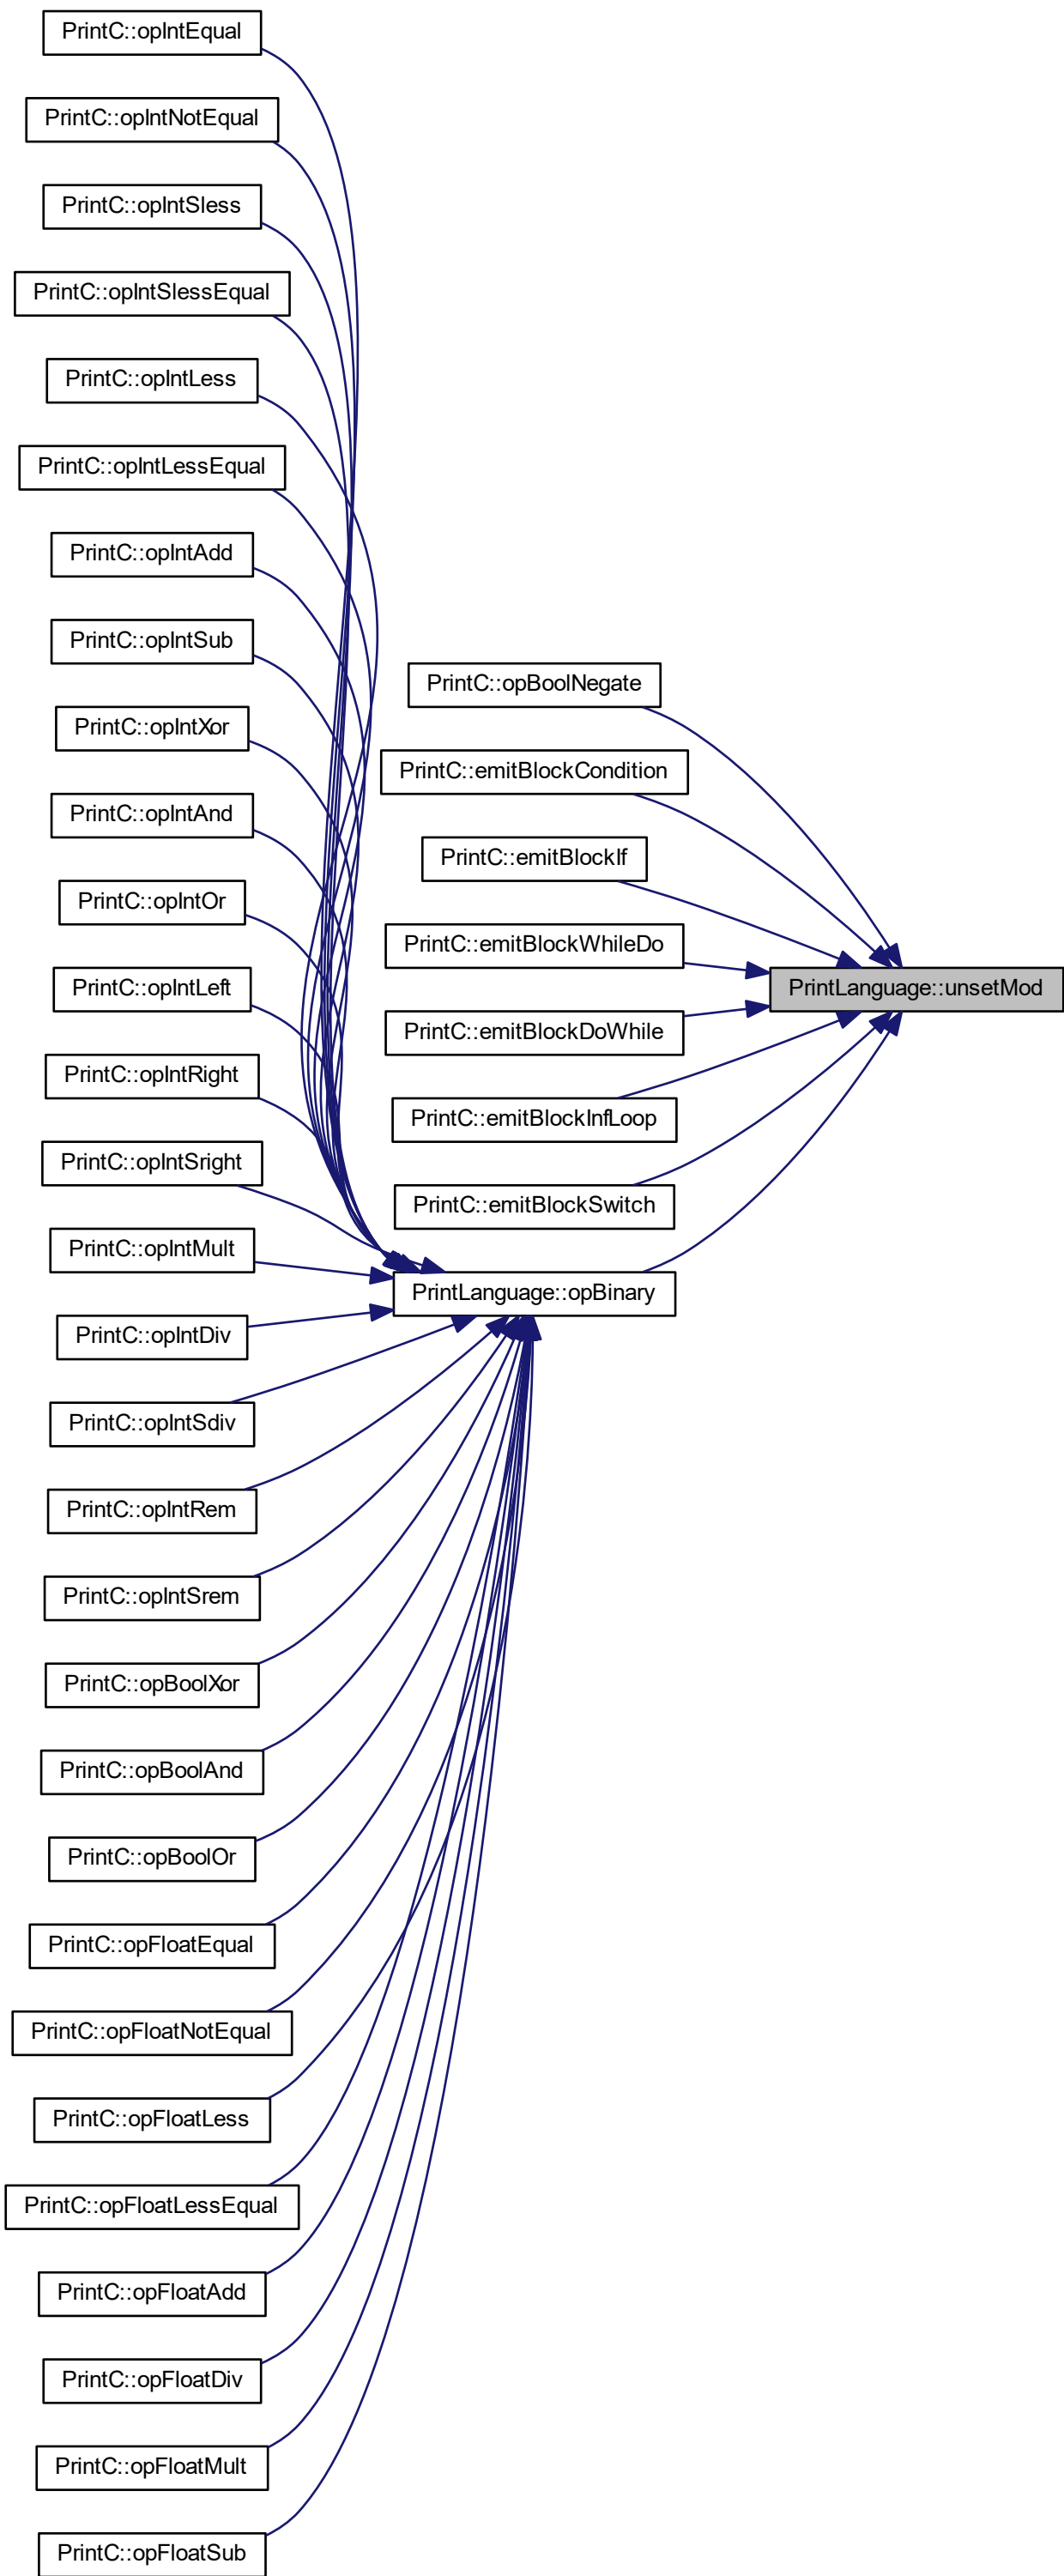 PrintC::opIntEqual
PrintC::opIntNotEqual
PrintC::opIntSless
PrintC::opIntSlessEqual
PrintC::opIntLess
PrintC::opIntLessEqual
PrintC::opIntAdd
PrintC::opIntSub
PrintC::opIntXor
PrintC::opIntAnd
PrintC::opIntOr
PrintC::opIntLeft
PrintC::opIntRight
PrintC::opIntSright
PrintC::opIntMult
PrintC::opIntDiv
PrintC::opIntSdiv
PrintC::opIntRem
PrintC::opIntSrem
PrintC::opBoolXor
PrintC::opBoolAnd
PrintC::opBoolOr
PrintC::opFloatEqual
PrintC::opFloatNotEqual
PrintC::opFloatLess
PrintC::opFloatLessEqual
PrintC::opFloatAdd
PrintC::opFloatDiv
PrintC::opFloatMult
PrintC::opFloatSub
PrintC::opBoolNegate
PrintC::emitBlockCondition
PrintC::emitBlockIf
PrintC::emitBlockWhileDo
PrintC::emitBlockDoWhile
PrintC::emitBlockInfLoop
PrintC::emitBlockSwitch
PrintLanguage::opBinary
PrintLanguage::unsetMod